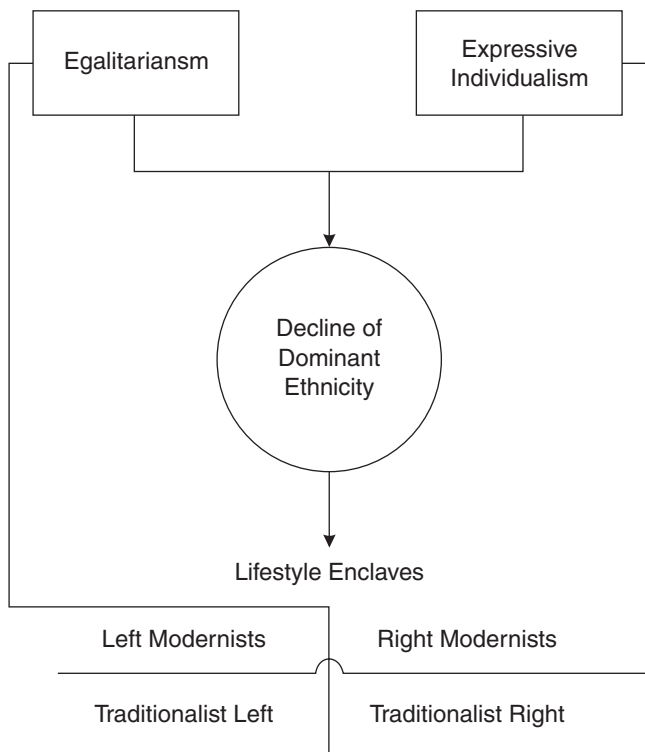 Egalitariansm
Expressive
Individualism
Decline of
Dominant
Ethnicity
Lifestyle Enclaves
Left Modernists
Right Modernists
Traditionalist Left
Traditionalist Right